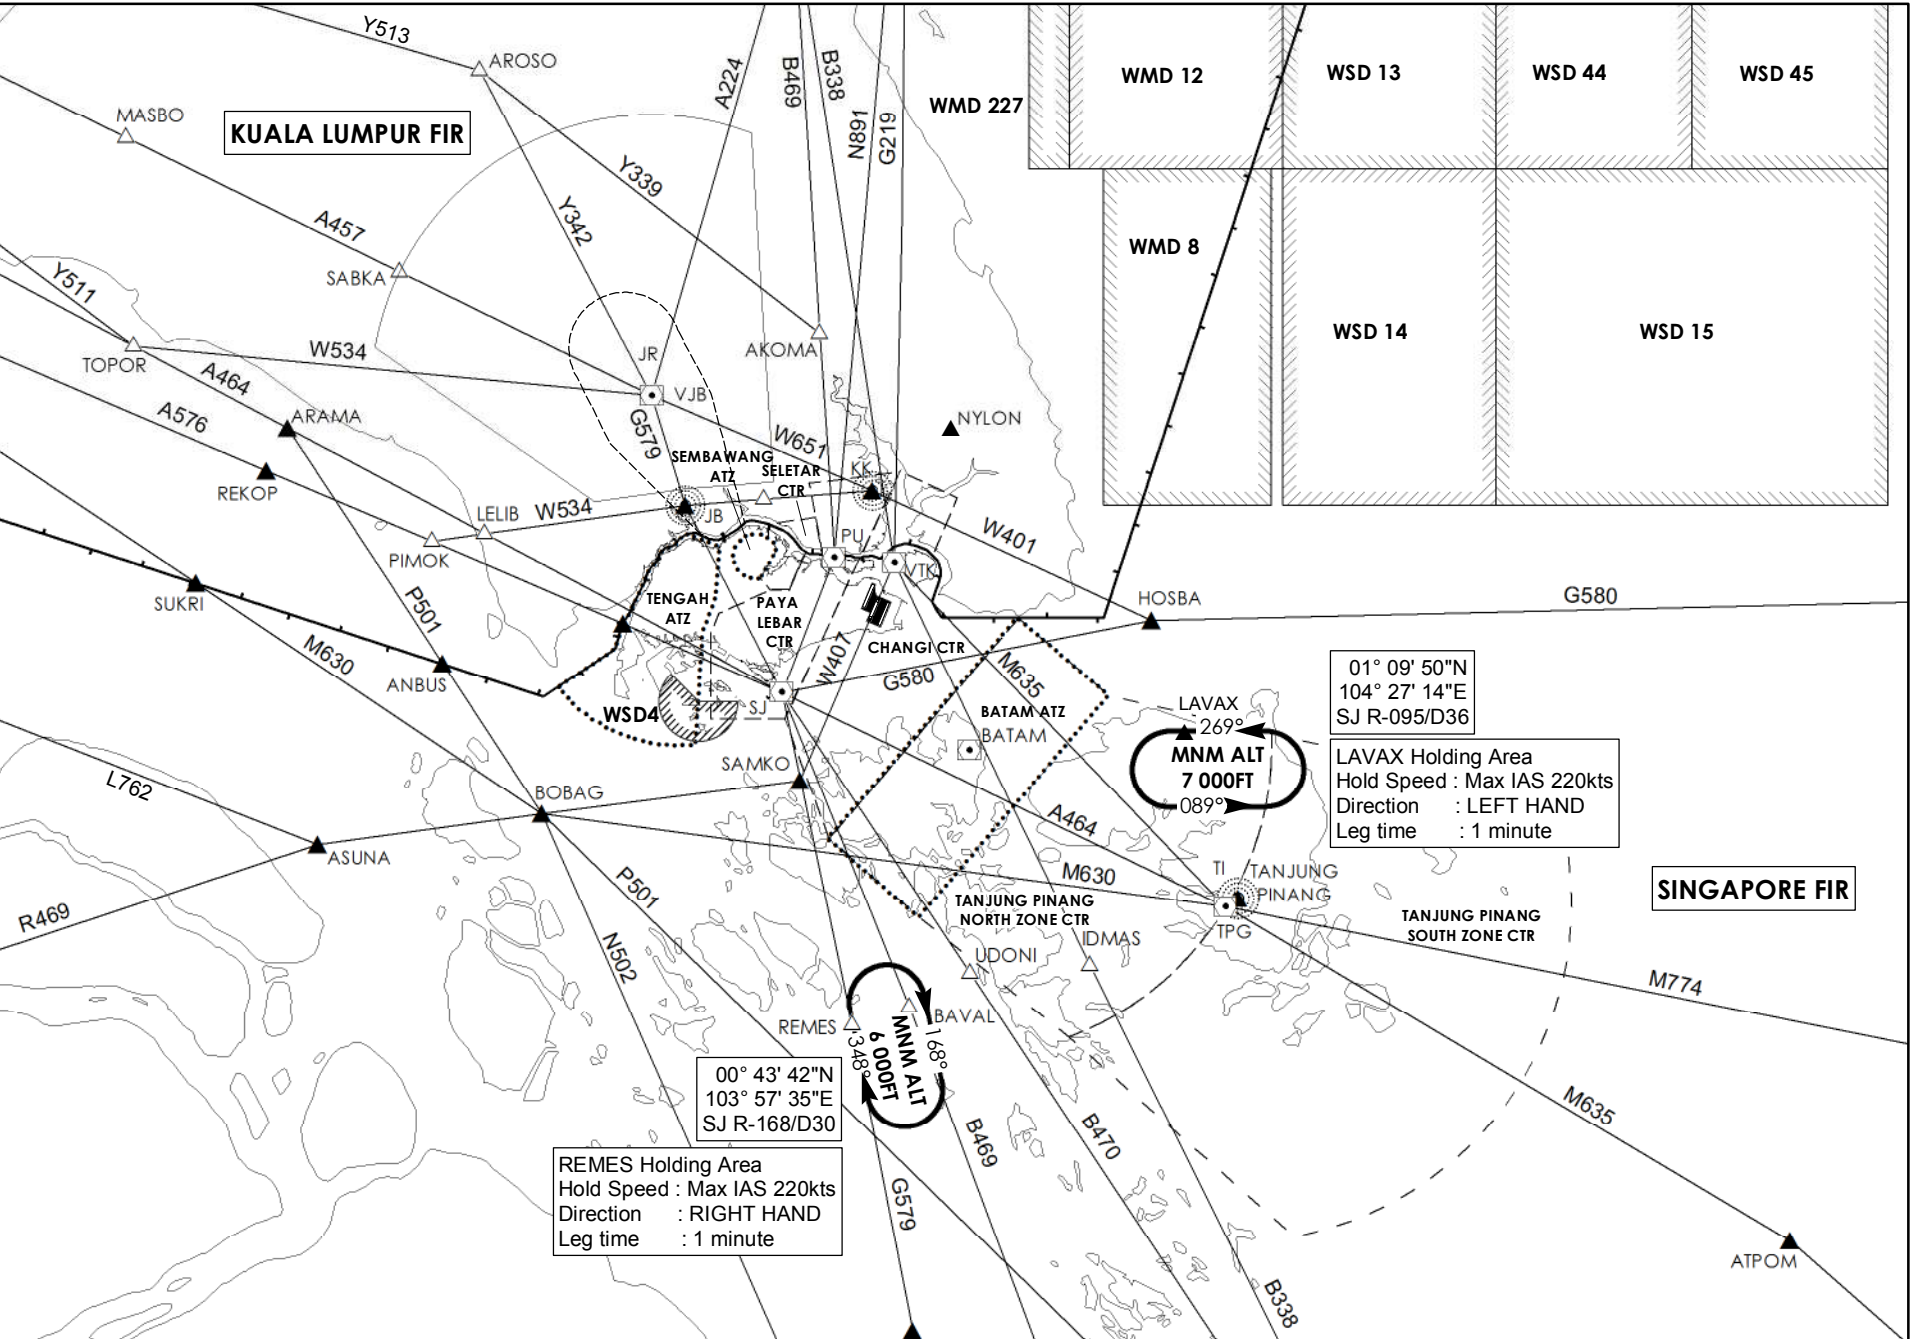 Y513
AROSO
A224
B469
B338
N891
G219
WMD 227
WMD 12
WSD 13
WSD 44
WSD 45
MASBO
KUALA LUMPUR FIR
Y339
Y342
A457
SABKA
WMD 8
WSD 14
WSD 15
Y511
TOPOR
W534
JR
AKOMA
VJB
A464
A576
ARAMA
G579
W651
NYLON
SEMBAWANG
ATZ
SELETAR
CTR
KK
REKOP
LELIB
W534
JB
PIMOK
PU
VTK
W401
SUKRI
P501
TENGAH
ATZ
PAYA
LEBAR
CTR
CHANGI CTR
HOSBA
G580
M630
ANBUS
W407
G580
M635
WSD4
SJ
BATAM ATZ
BATAM
LAVAX
269°
MNM ALT
7 000FT
089°
01° 09' 50"N
104° 27' 14"E
SJ R-095/D36
LAVAX Holding Area
Hold Speed : Max IAS 220kts
Direction : LEFT HAND
Leg time : 1 minute
L762
SAMKO
BOBAG
ASUNA
A464
M630
TI
TANJUNG
PINANG
TPG
SINGAPORE FIR
R469
P501
N502
TANJUNG PINANG
NORTH ZONE CTR
TANJUNG PINANG
SOUTH ZONE CTR
UDONI
IDMAS
M774
REMES
BAVAL
348°
MNM ALT
6 000FT
168°
00° 43' 42"N
103° 57' 35"E
SJ R-168/D30
REMES Holding Area
Hold Speed : Max IAS 220kts
Direction : RIGHT HAND
Leg time : 1 minute
B469
B470
M635
G579
B338
ATPOM